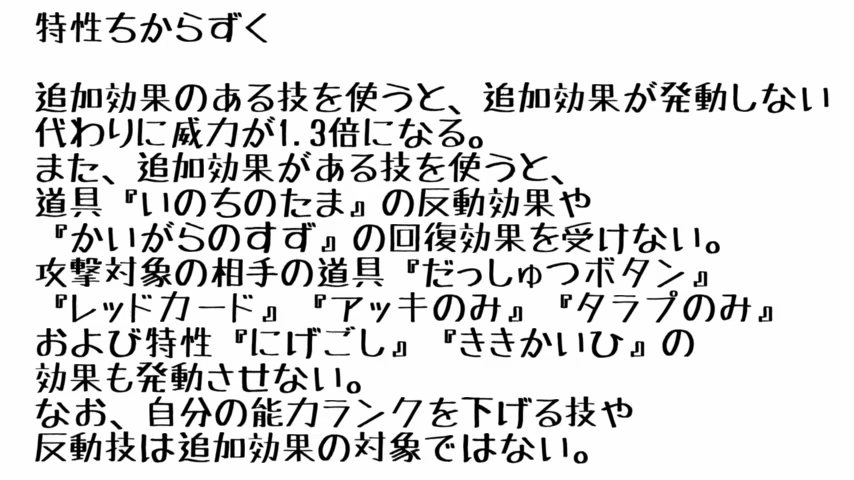 特性ちからずく
追加効果のある技を使うと、追加効果が発動しない
代わりに威力が1.3倍になる。
また、追加効果がある技を使うと、
道具『いのちのたま』の反動効果や
『かいがらのすず』の回復効果を受けない。
攻撃対象の相手の道具『だっしゅつボタン』
『レッドカード』『アッキのみ』『タラプのみ』
および特性『にげごし』『ききかいひ』の
効果も発動させない。
なお、自分の能力ランクを下げる技や
反動技は追加効果の対象ではない。